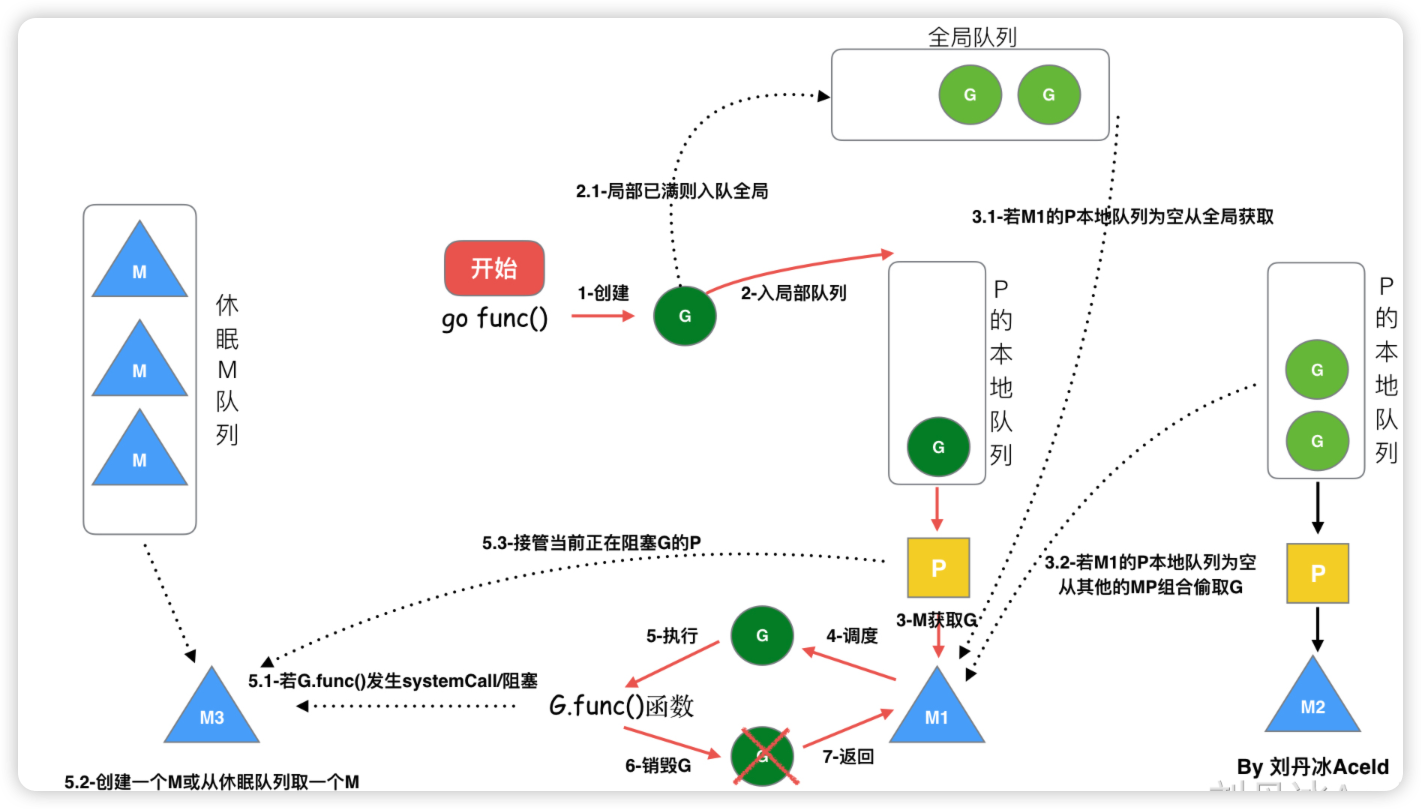 全局队列
G
G
2.1-局部已满则入队全局
3.1-若M1的P本地队列为空从全局获取
M
M
M
休眠M队列
开始
go func()
1-创建
G
2-入局部队列
P的本地队列
G
P的本地队列
G
G
5.3-接管当前正在阻塞G的P
P
3.2-若M1的P本地队列为空
从其他的MP组合偷取G
P
3-M获取G
5-执行
G
4-调度
5.1-若G.func()发生systemCall/阻塞
G.func()函数
M3
M1
M2
6-销毁G
G
7-返回
5.2-创建一个M或从休眠队列取一个M
By 刘丹冰Aceld